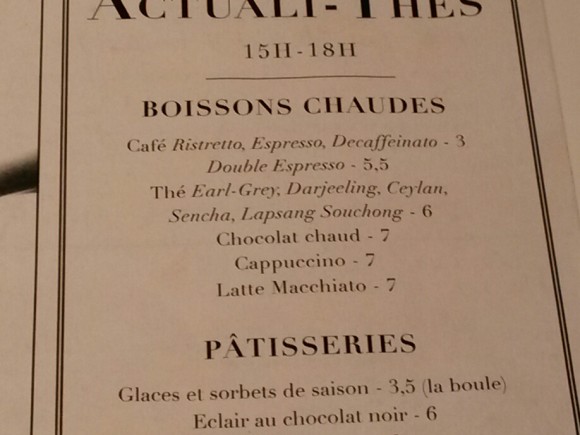 ACTUALI-THÉS
15H-18H
BOISSONS CHAUDES
Café Ristretto, Espresso, Decaffeinato - 3
Double Espresso - 5,5
Thé Earl-Grey, Darjeeling, Ceylan,
Sencha, Lapsang Souchong - 6
Chocolat chaud - 7
Cappuccino - 7
Latte Macchiato - 7
PÂTISSERIES
Glaces et sorbets de saison - 3,5 (la boule)
Eclair au chocolat noir - 6